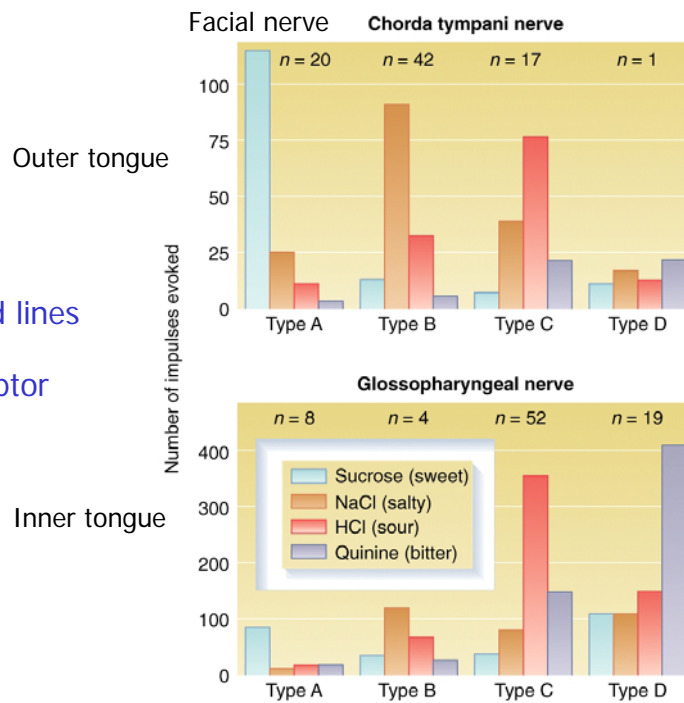 Facial nerve
Chorda tympani nerve
n = 20 n = 42 n = 17 n = 1
100
75
50
25
0
Outer tongue
Type A Type B Type C Type D
Number of impulses evoked
lines
Glossopharyngeal nerve
n = 8 n = 4 n = 52 n = 19
400
300
200
100
0
Sucrose (sweet)
NaCl (salty)
HCl (sour)
Quinine (bitter)
Inner tongue
Type A Type B Type C Type D